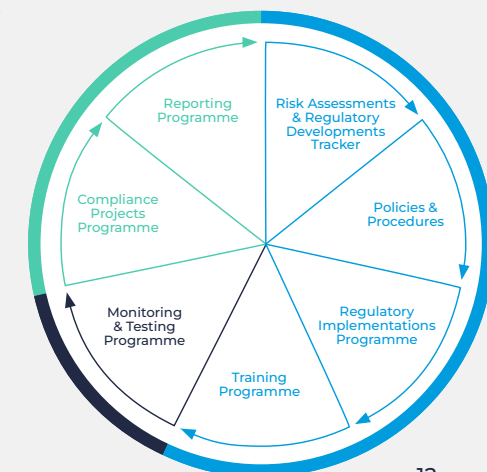 Reporting
Programme
Risk Assessments
& Regulatory
Developments
Tracker
Policies &
Procedures
Regulatory
Implementations
Programme
Training
Programme
Monitoring
& Testing
Programme
Compliance
Projects
Programme